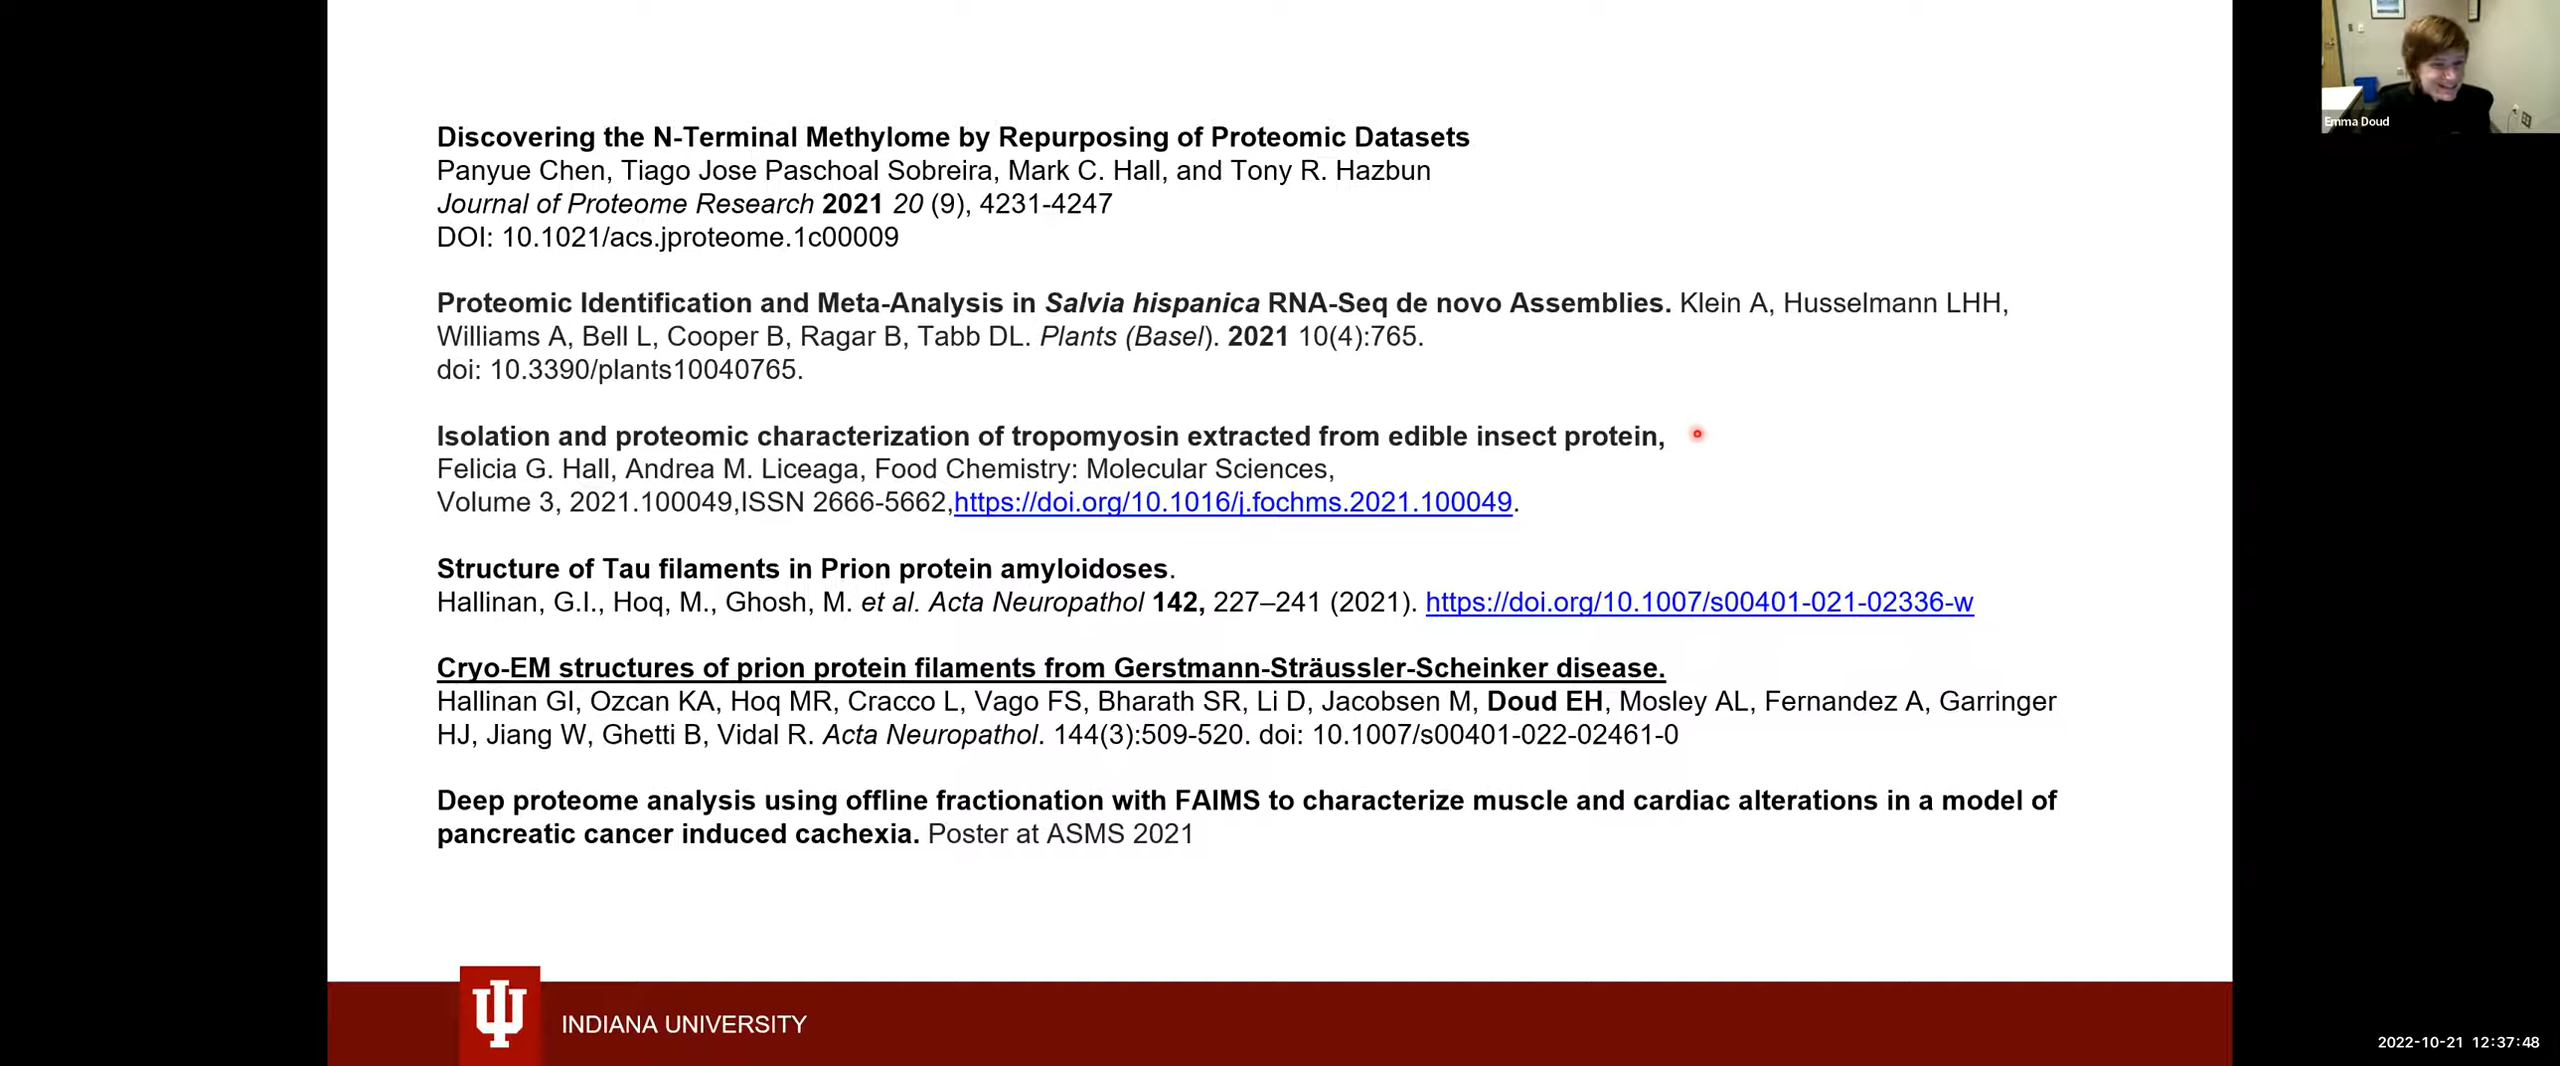 Discovering the N-Terminal Methylome by Repurposing of Proteomic Datasets
Panyue Chen, Tiago Jose Paschoal Sobreira, Mark C. Hall, and Tony R. Hazbun
Journal of Proteome Research 2021 20 (9), 4231-4247
DOI: 10.1021/acs.jproteome.1c00009
Proteomic Identification and Meta-Analysis in Salvia hispanica RNA-Seq de novo Assemblies. Klein A, Husselmann LHH,
Williams A, Bell L, Cooper B, Ragar B, Tabb DL. Plants (Basel). 2021 10(4):765.
doi: 10.3390/plants10040765.
Isolation and proteomic characterization of tropomyosin extracted from edible insect protein,
Felicia G. Hall, Andrea M. Liceaga, Food Chemistry: Molecular Sciences,
Volume 3, 2021.100049,ISSN 2666-5662,https://doi.org/10.1016/j.fochms.2021.100049.
Structure of Tau filaments in Prion protein amyloidoses.
Hallinan, G.I., Hoq, M., Ghosh, M. et al. Acta Neuropathol 142, 227–241 (2021). https://doi.org/10.1007/s00401-021-02336-w
Cryo-EM structures of prion protein filaments from Gerstmann-Sträussler-Scheinker disease.
Hallinan GI, Ozcan KA, Hoq MR, Cracco L, Vago FS, Bharath SR, Li D, Jacobsen M, Doud EH, Mosley AL, Fernandez A, Garringer
HJ, Jiang W, Ghetti B, Vidal R. Acta Neuropathol. 144(3):509-520. doi: 10.1007/s00401-022-02461-0
Deep proteome analysis using offline fractionation with FAIMS to characterize muscle and cardiac alterations in a model of
pancreatic cancer induced cachexia. Poster at ASMS 2021
INDIANA UNIVERSITY
Emma Doud
2022-10-21 12:37:48